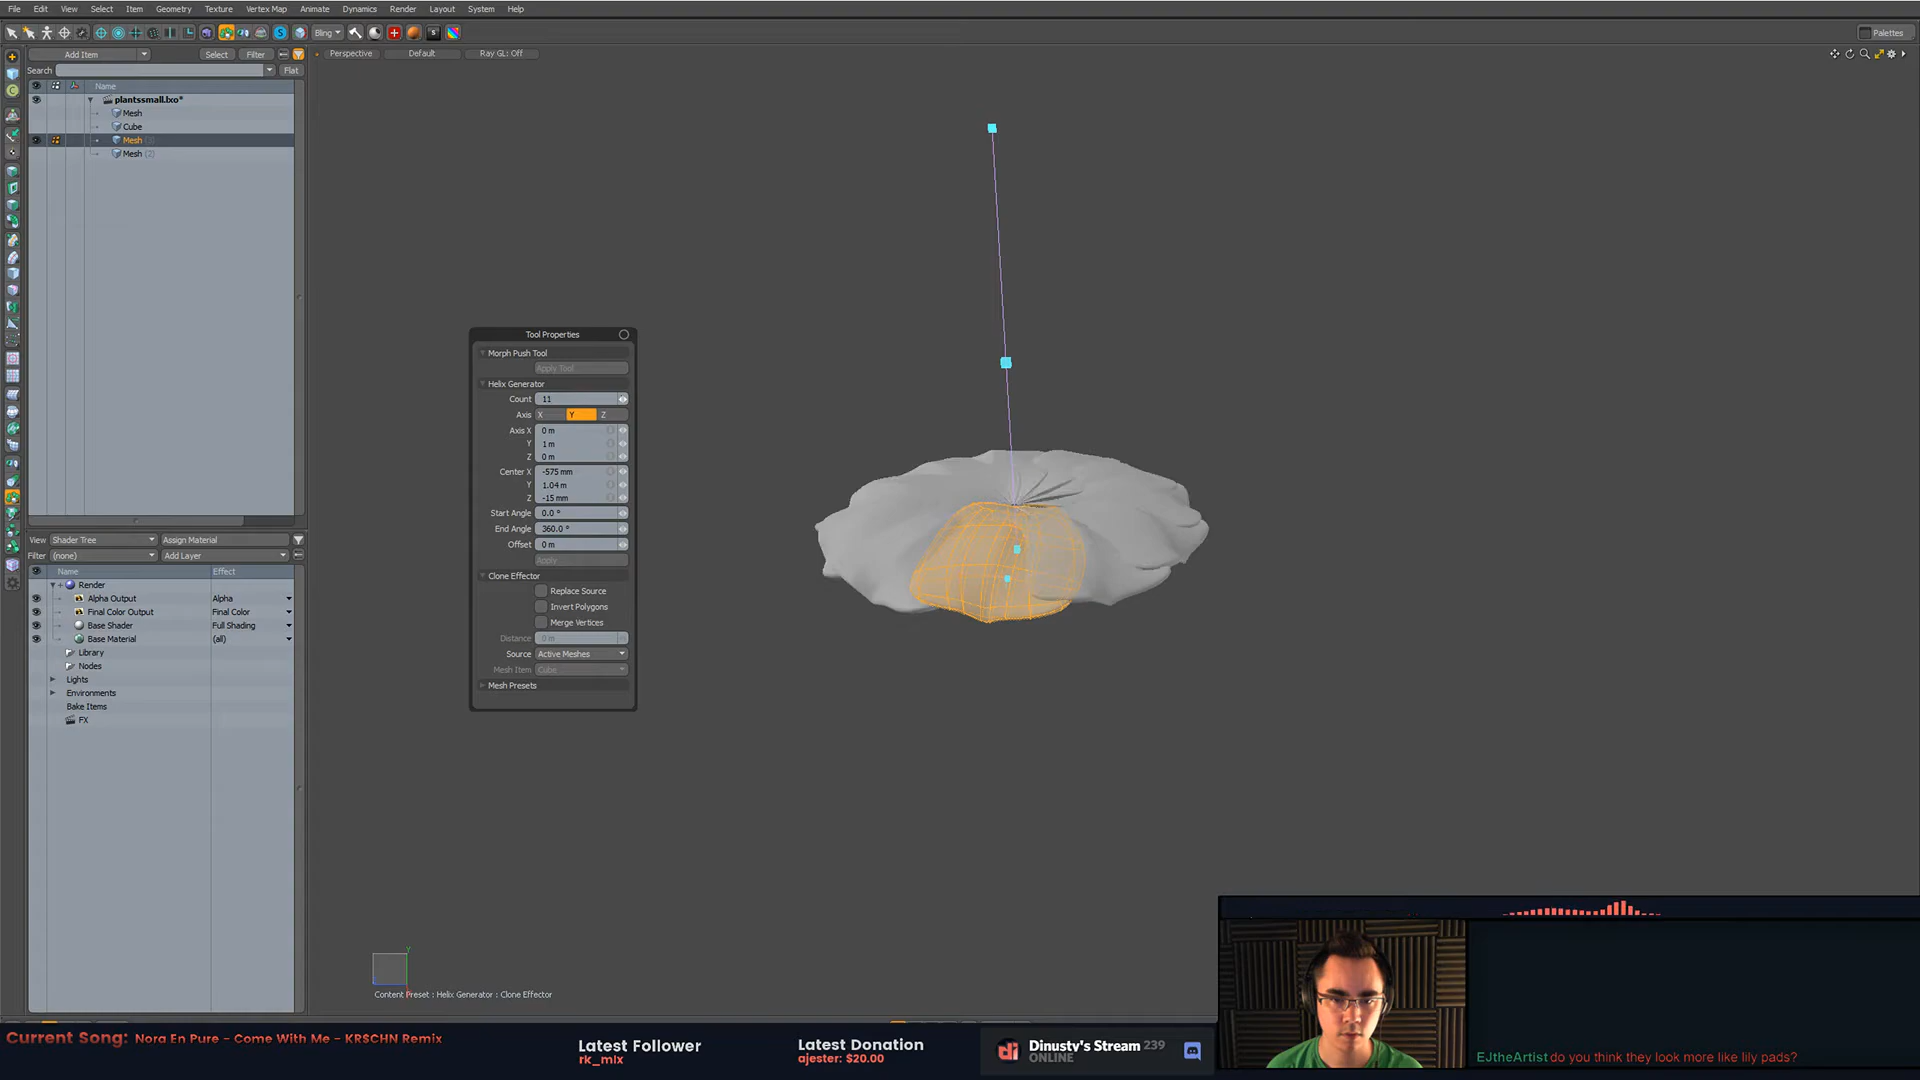 File Edit View Select Item Geometry Texture Vertex Map Animate Dynamics Render Layout System Help
Bling
Palettes
Add Item Select Filter
Search Flat
Name
plantssmall.lxo*
Mesh
Cube
Mesh
Mesh (2)
Perspective Default Ray GL: Off
Tool Properties
Morph Push Tool
Apply Tool
Helix Generator
Count 11
Axis X Y Z
Axis X 0 m
Y 1 m
Z 0 m
Center X -575 mm
Y 1.04 m
Z -15 mm
Start Angle 0.0 °
End Angle 360.0 °
Offset 0 m
Apply
Clone Effector
Replace Source
Invert Polygons
Merge Vertices
Distance 0 m
Source Active Meshes
Mesh Item Cube
Mesh Presets
View Shader Tree Assign Material
Filter (none) Add Layer
Name Effect
Render
Alpha Output Alpha
Final Color Output Final Color
Base Shader Full Shading
Base Material (all)
Library
Nodes
Lights
Environments
Bake Items
FX
Y
Content Preset : Helix Generator : Clone Effector
Current Song: Nora En Pure - Come With Me - KRSCHN Remix
Latest Follower
rk_mlx
Latest Donation
ajester: $20.00
di
Dinusty's Stream 239
ONLINE
EJtheArtist do you think they look more like lily pads?